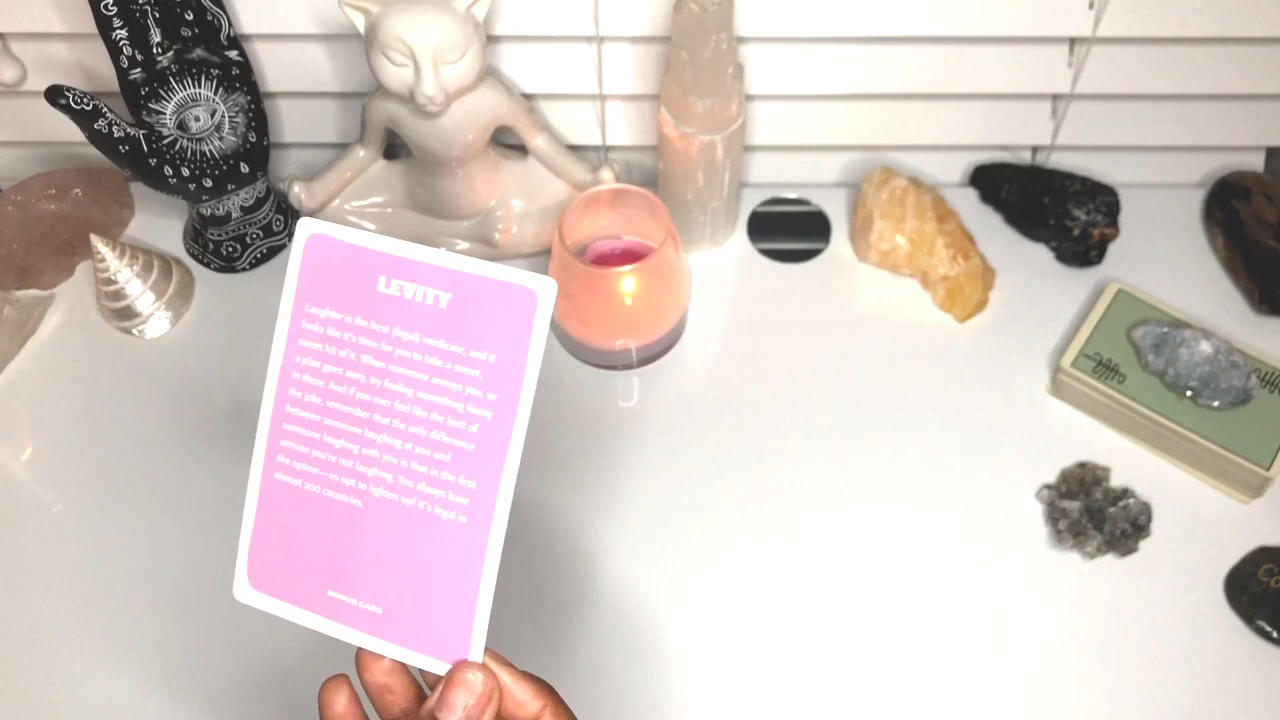 LEVITY
Laughter is the best (legal) medicine, and it
looks like it's time for you to take a sweet,
sweet hit of it. When someone annoys you, or
a plan goes awry, try finding something funny
in there. And if you ever feel like the butt of
the joke, remember that the only difference
between someone laughing at you and
someone laughing with you is that in the first
version you're not laughing. You always have
the option—so opt to lighten up! It's legal in
almost 200 countries.
BONUS CARD